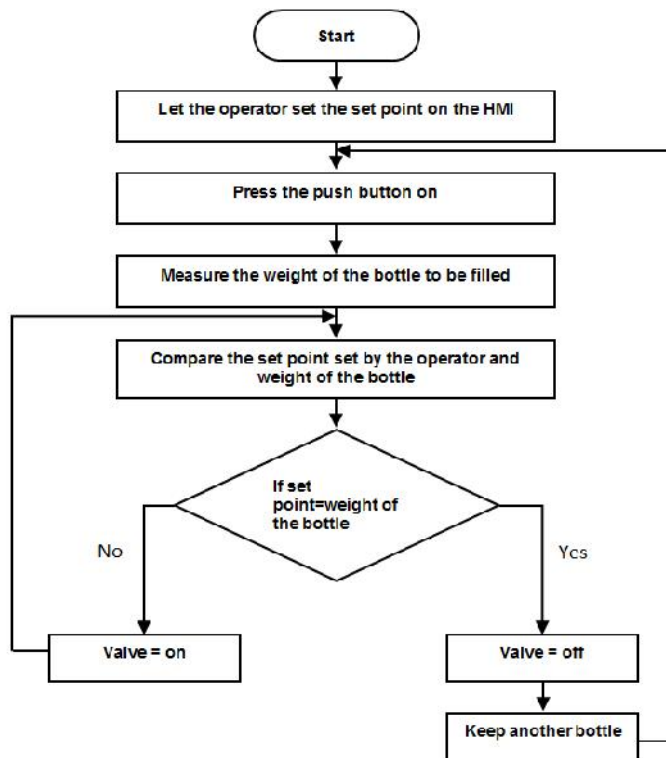 Start
Let the operator set the set point on the HMI
Press the push button on
Measure the weight of the bottle to be filled
Compare the set point set by the operator and
weight of the bottle
If set
point=weight of
the bottle
No
Yes
Valve = on
Valve = off
Keep another bottle